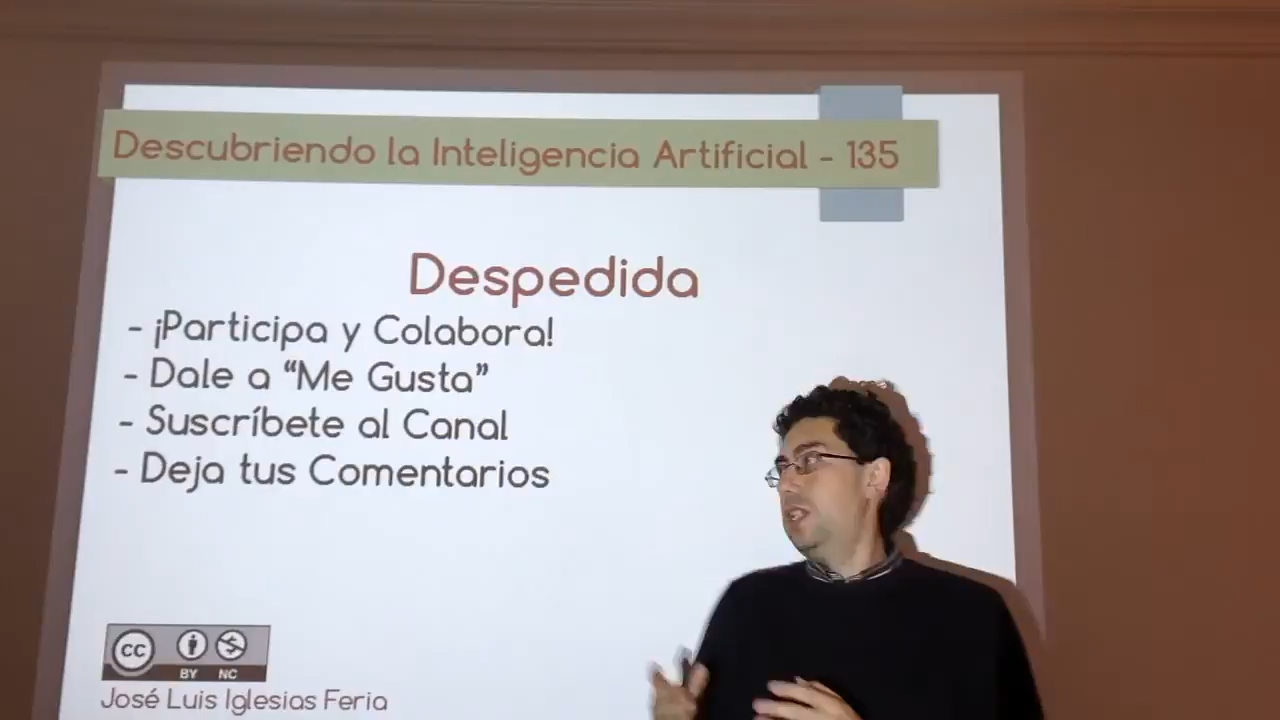 Descubriendo la Inteligencia Artificial - 135
Despedida
- ¡Participa y Colabora!
- Dale a “Me Gusta”
- Suscríbete al Canal
- Deja tus Comentarios
CC
BY NC
José Luis Iglesias Feria